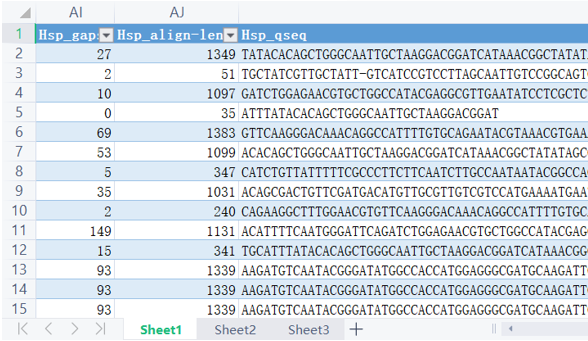 AI AJ
1 Hsp_gap Hsp_align-len Hsp_qseq
2 27 1349 TATACACAGCTGGGCAATTGCTAAGGACGGATCATAAACGGCTATAT
3 2 51 TGCTATCGTTGCTATT-GTCATCCGTCCTTAGCAATTGTCCGGCAGT
4 10 1097 GATCTGGAGAACGTGCTGGCCATACGAGGCGTTGAATATCCTCGCTC
5 0 35 ATTTATACACAGCTGGGCAATTGCTAAGGACGGAT
6 69 1383 GTTCAAGGGACAAACAGGCCATTTTGTGCAGAATACGTAAACGTGAA
7 53 1099 ACACAGCTGGGCAATTGCTAAGGACGGATCATAAACGGCTATATAGC
8 5 347 CATCTGTTATTTTTCGCCCTTCTTCAATCTTGCCAATAATACGGCCA
9 35 1031 ACAGCGACTGTTCGATGACATGTTGCGTTGTCGTCCATGAAAATGAA
10 2 240 CAGAAGGCTTTGGAACGTGTTCAAGGGACAAACAGGCCATTTTGTGC
11 149 1131 ACATTTTCAATGGGATTCAGATCTGGAGAACGTGCTGGCCATACGAG
12 15 341 TGCATTTATACACAGCTGGGCAATTGCTAAGGACGGATCATAAACGG
13 93 1339 AAGATGTCAATACGGGATATGGCCACCATGGAGGGCGATGCAAGATT
14 93 1339 AAGATGTCAATACGGGATATGGCCACCATGGAGGGCGATGCAAGATT
15 93 1339 AAGATGTCAATACGGGATATGGCCACCATGGAGGGCGATGCAAGATT
Sheet1 Sheet2 Sheet3